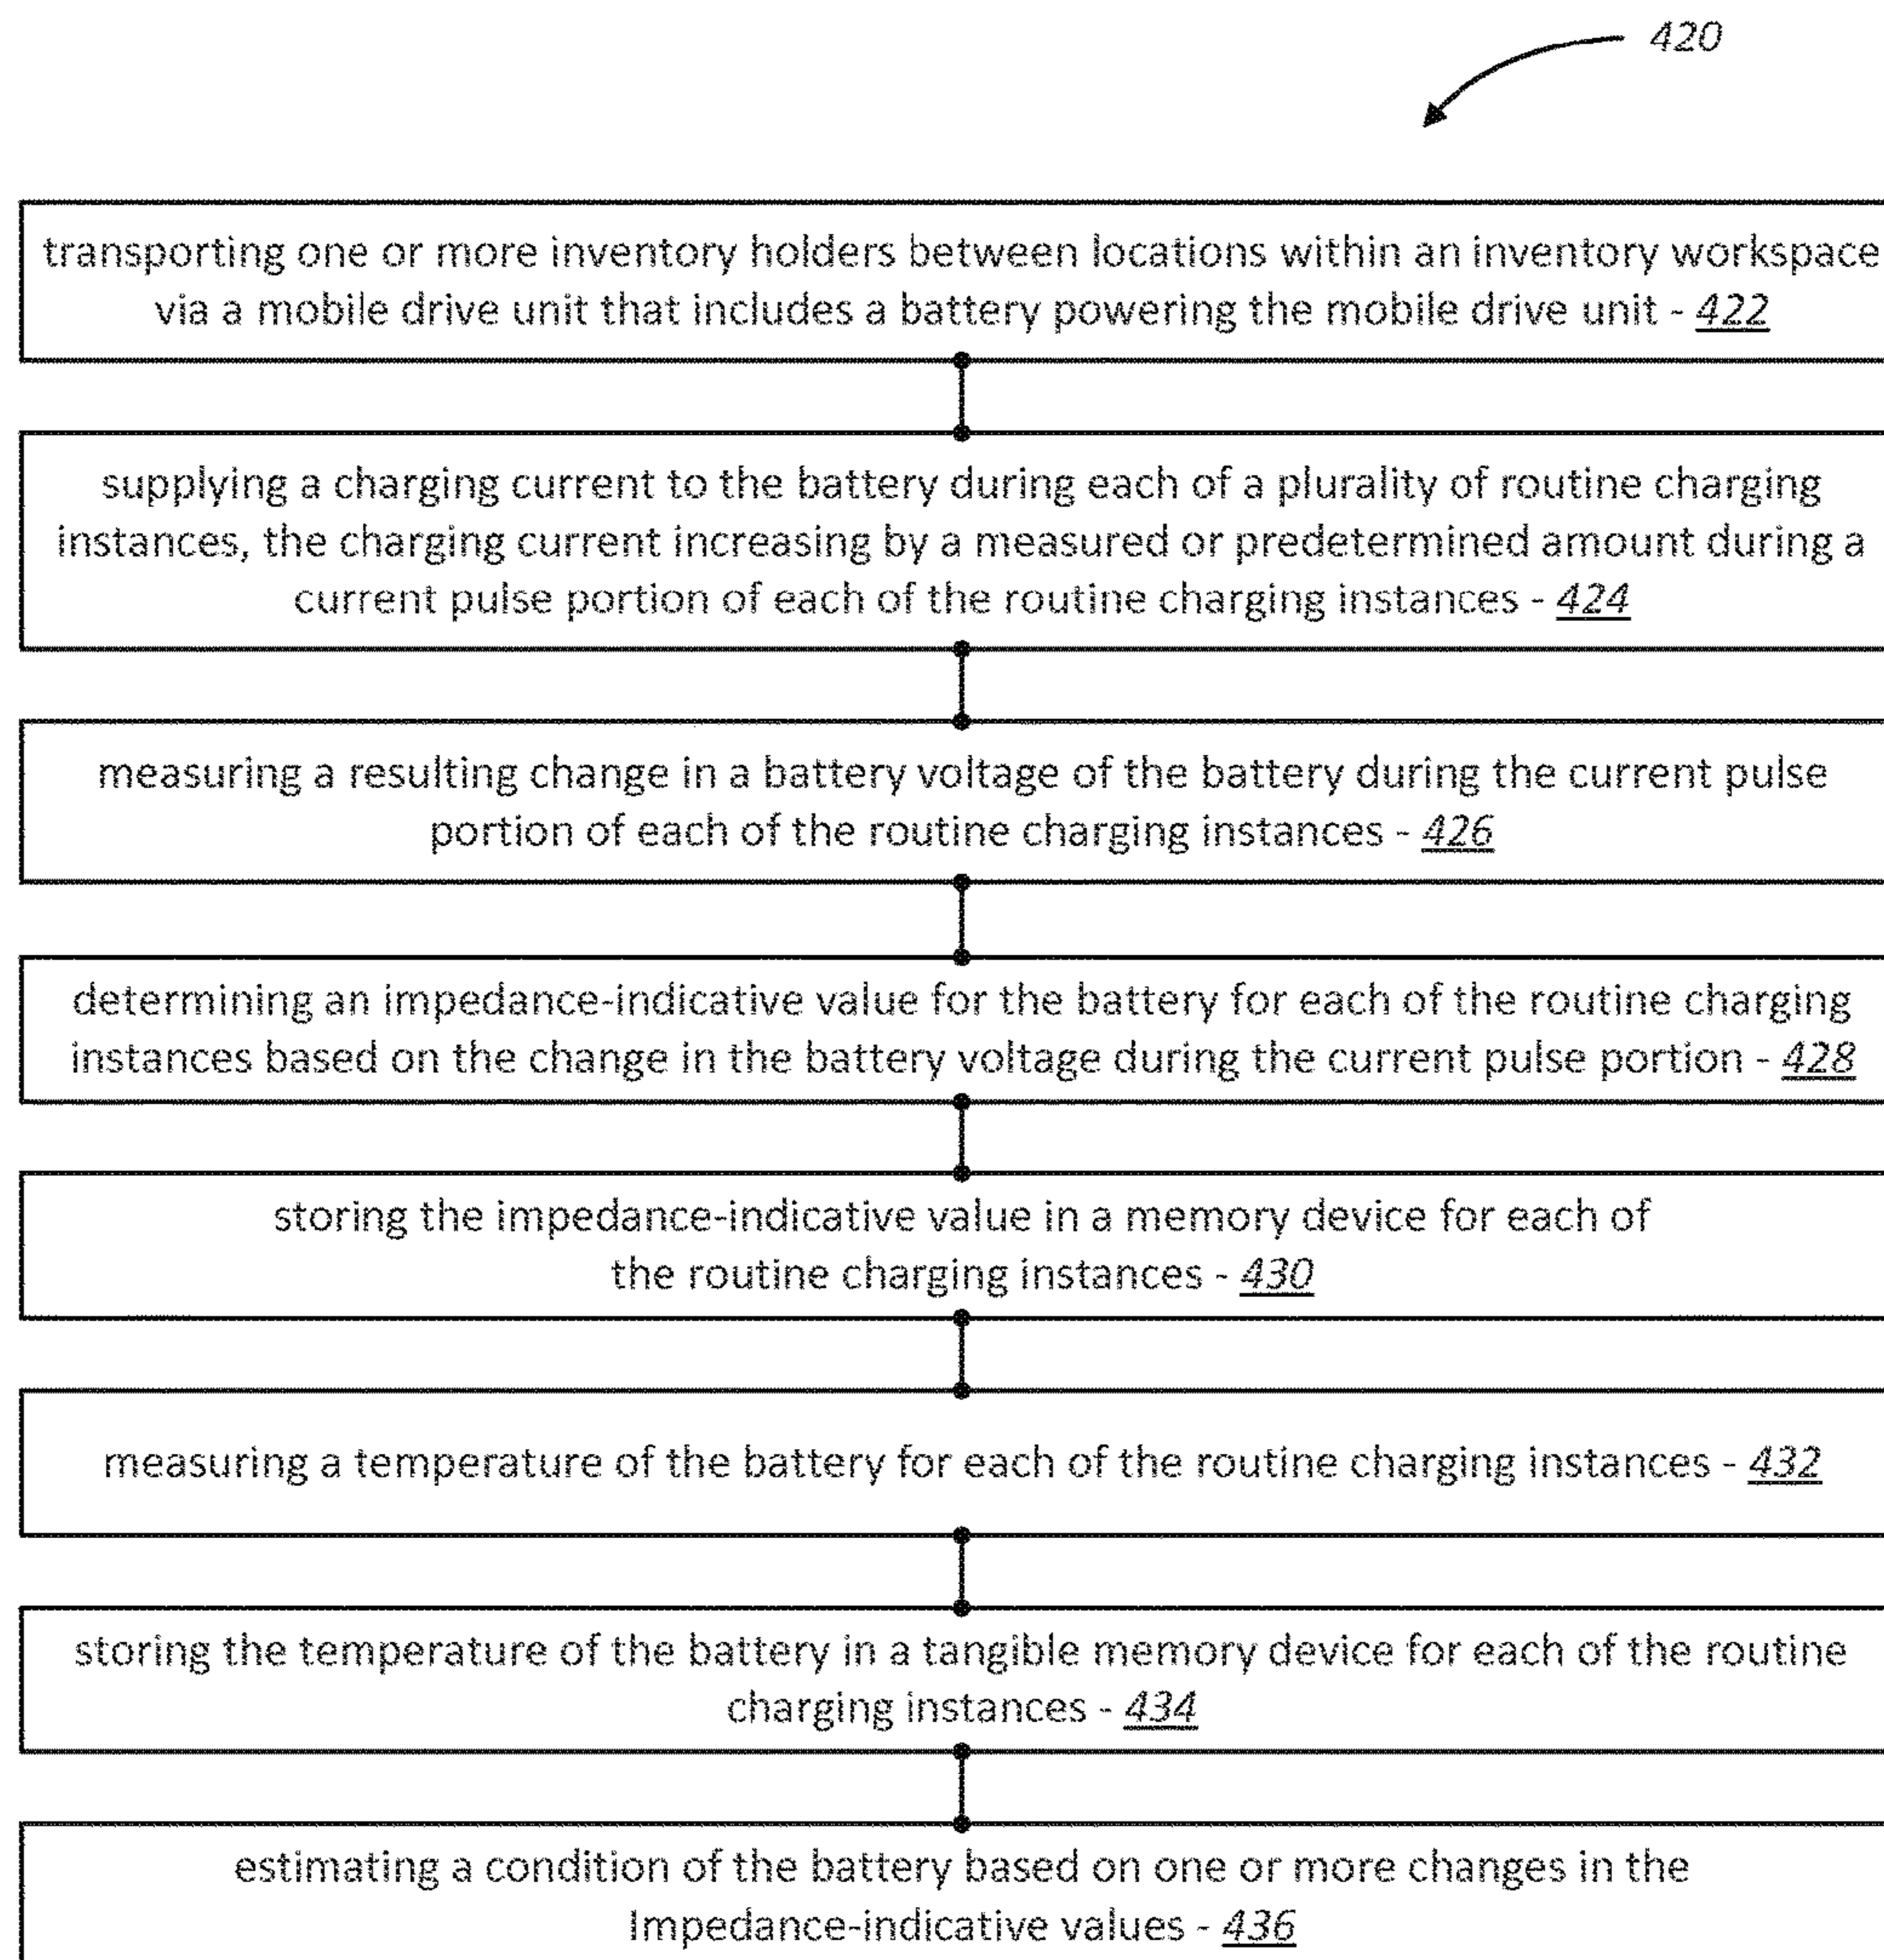 420
transporting one or more inventory holders between locations within an inventory workspace
via a mobile drive unit that includes a battery powering the mobile drive unit - 422
supplying a charging current to the battery during each of a plurality of routine charging
instances, the charging current increasing by a measured or predetermined amount during a
current pulse portion of each of the routine charging instances - 424
measuring a resulting change in a battery voltage of the battery during the current pulse
portion of each of the routine charging instances - 426
determining an impedance-indicative value for the battery for each of the routine charging
instances based on the change in the battery voltage during the current pulse portion - 428
storing the impedance-indicative value in a memory device for each of
the routine charging instances - 430
measuring a temperature of the battery for each of the routine charging instances - 432
storing the temperature of the battery in a tangible memory device for each of the routine
charging instances - 434
estimating a condition of the battery based on one or more changes in the
Impedance-indicative values - 436